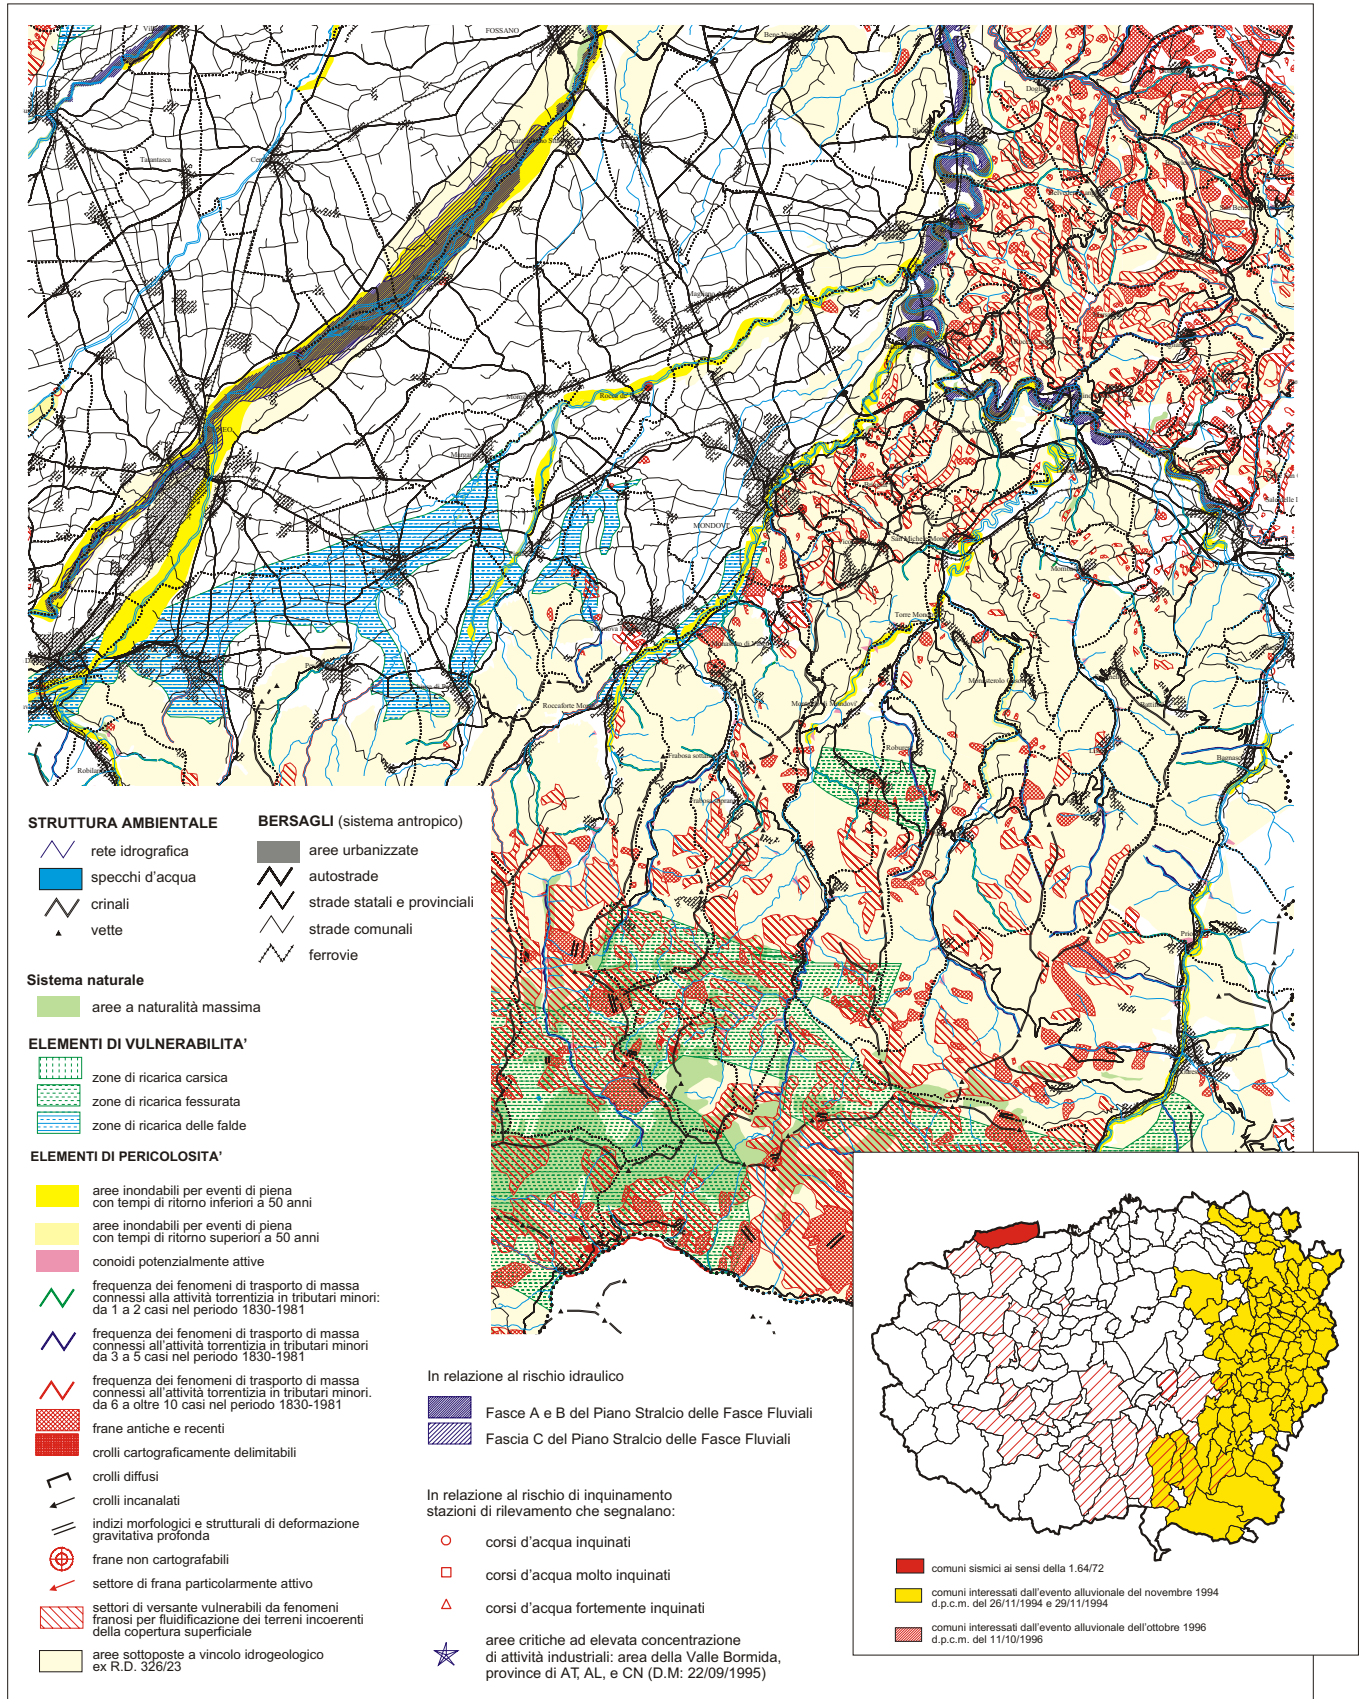 FOSSANO
Tarantasca
MONDOVI'
San Michele Mondovi
Torre Mondovi
Roccaforte Mondovi
Frabosa sottana
STRUTTURA AMBIENTALE
rete idrografica
specchi d'acqua
crinali
vette
BERSAGLI (sistema antropico)
aree urbanizzate
autostrade
strade statali e provinciali
strade comunali
ferrovie
Sistema naturale
aree a naturalità massima
ELEMENTI DI VULNERABILITA'
zone di ricarica carsica
zone di ricarica fessurata
zone di ricarica delle falde
ELEMENTI DI PERICOLOSITA'
aree inondabili per eventi di piena
con tempi di ritorno inferiori a 50 anni
aree inondabili per eventi di piena
con tempi di ritorno superiori a 50 anni
conoidi potenzialmente attive
frequenza dei fenomeni di trasporto di massa
connessi alla attività torrentizia in tributari minori:
da 1 a 2 casi nel periodo 1830-1981
frequenza dei fenomeni di trasporto di massa
connessi all'attività torrentizia in tributari minori
da 3 a 5 casi nel periodo 1830-1981
frequenza dei fenomeni di trasporto di massa
connessi all'attività torrentizia in tributari minori.
da 6 a oltre 10 casi nel periodo 1830-1981
frane antiche e recenti
crolli cartograficamente delimitabili
crolli diffusi
crolli incanalati
indizi morfologici e strutturali di deformazione
gravitativa profonda
frane non cartografabili
settore di frana particolarmente attivo
settori di versante vulnerabili da fenomeni
franosi per fluidificazione dei terreni incoerenti
della copertura superficiale
aree sottoposte a vincolo idrogeologico
ex R.D. 326/23
In relazione al rischio idraulico
Fasce A e B del Piano Stralcio delle Fasce Fluviali
Fascia C del Piano Stralcio delle Fasce Fluviali
In relazione al rischio di inquinamento
stazioni di rilevamento che segnalano:
corsi d'acqua inquinati
corsi d'acqua molto inquinati
corsi d'acqua fortemente inquinati
aree critiche ad elevata concentrazione
di attività industriali: area della Valle Bormida,
province di AT, AL, e CN (D.M: 22/09/1995)
comuni sismici ai sensi della 1.64/72
comuni interessati dall'evento alluvionale del novembre 1994
d.p.c.m. del 26/11/1994 e 29/11/1994
comuni interessati dall'evento alluvionale dell'ottobre 1996
d.p.c.m. del 11/10/1996